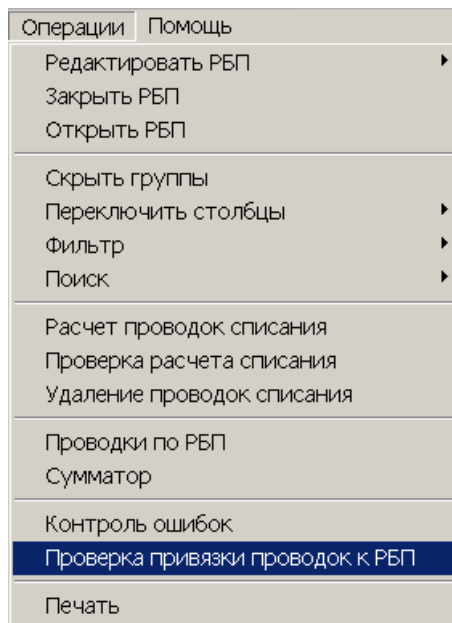 Операции Помощь
Редактировать РБП
Закрыть РБП
Открыть РБП
Скрыть группы
Переключить столбцы
Фильтр
Поиск
Расчет проводок списания
Проверка расчета списания
Удаление проводок списания
Проводки по РБП
Сумматор
Контроль ошибок
Проверка привязки проводок к РБП
Печать